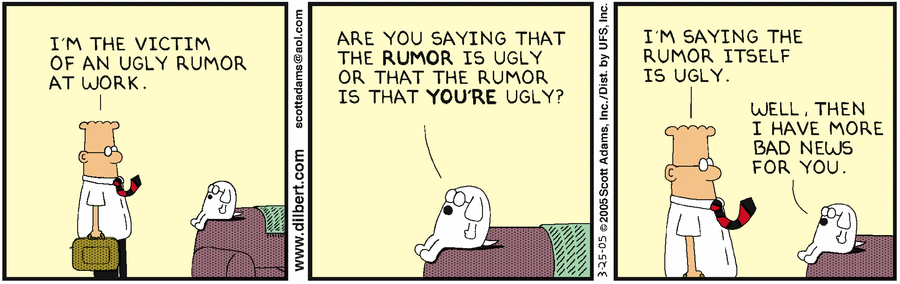 I'M THE VICTIM
OF AN UGLY RUMOR
AT WORK.
www.dilbert.com scottadams@aol.com
ARE YOU SAYING THAT
THE RUMOR IS UGLY
OR THAT THE RUMOR
IS THAT YOU'RE UGLY?
3-25-05 ©2005 Scott Adams, Inc./Dist. by UFS, Inc.
I'M SAYING THE
RUMOR ITSELF
IS UGLY.
WELL, THEN
I HAVE MORE
BAD NEWS
FOR YOU.